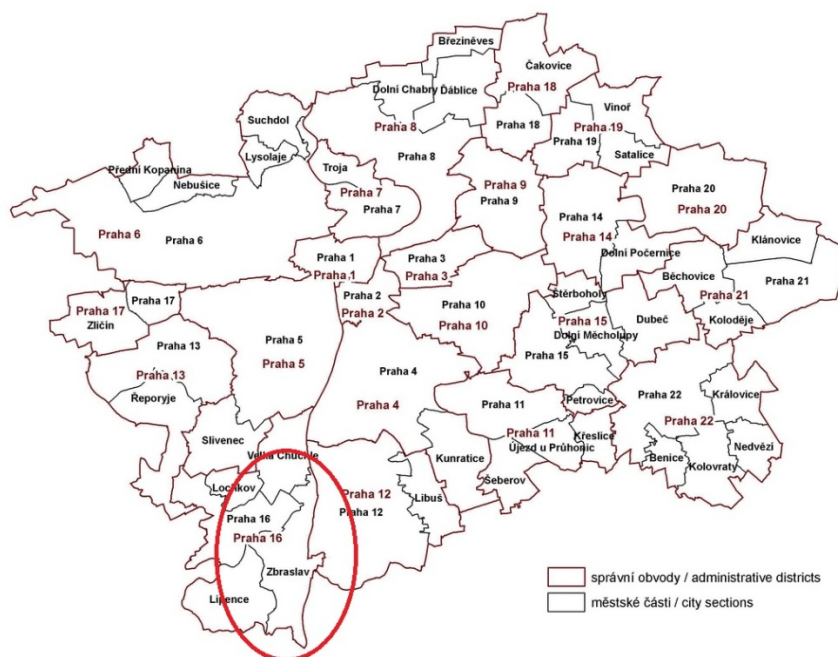 Březiněves
Čakovice
Dolní Chabry
Ďáblice
Praha 18
Vinoř
Suchdol
Praha 8
Praha 18
Praha 19
Lysolaje
Praha 8
Praha 19
Satalice
Přední Kopanina
Troja
Praha 9
Nebušice
Praha 7
Praha 9
Praha 20
Praha 7
Praha 14
Praha 20
Praha 6
Praha 6
Praha 14
Klánovice
Praha 1
Praha 3
Dolní Počernice
Praha 1
Praha 3
Běchovice
Praha 21
Praha 17
Praha 2
Štěrboholy
Praha 21
Praha 17
Praha 2
Praha 10
Praha 15
Dubeč
Koloděje
Zličín
Praha 10
Dolní Měcholupy
Praha 13
Praha 5
Praha 15
Praha 5
Praha 4
Praha 13
Praha 22
Královice
Řeporyje
Praha 4
Praha 11
Petrovice
Praha 22
Slivenec
Praha 11
Křeslice
Velká Chuchle
Kunratice
Újezd u Průhonic
Nedvězí
Benice
Kolovraty
Lochkov
Praha 12
Libuš
Šeberov
Praha 16
Praha 12
Praha 16
Zbraslav
Lipence
správní obvody / administrative districts
městské části / city sections